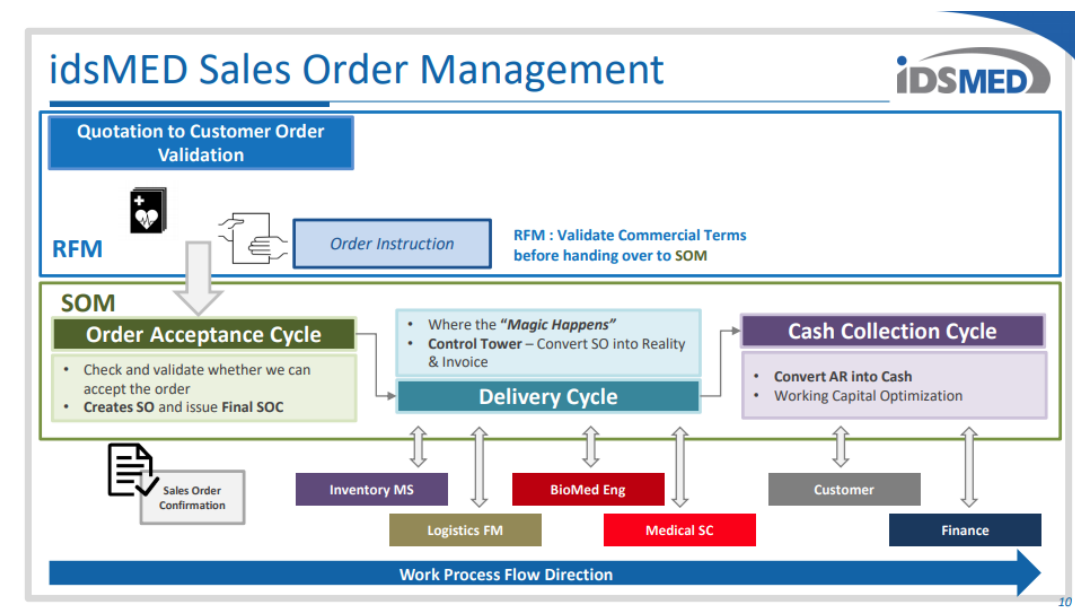 idsMED Sales Order Management
iDSMED
Quotation to Customer Order
Validation
RFM
Order Instruction
RFM : Validate Commercial Terms
before handing over to SOM
SOM
Order Acceptance Cycle
• Check and validate whether we can
accept the order
• Creates SO and issue Final SOC
• Where the “Magic Happens”
• Control Tower – Convert SO into Reality
& Invoice
Delivery Cycle
Cash Collection Cycle
• Convert AR into Cash
• Working Capital Optimization
Sales Order
Confirmation
Inventory MS
BioMed Eng
Customer
Logistics FM
Medical SC
Finance
Work Process Flow Direction
10